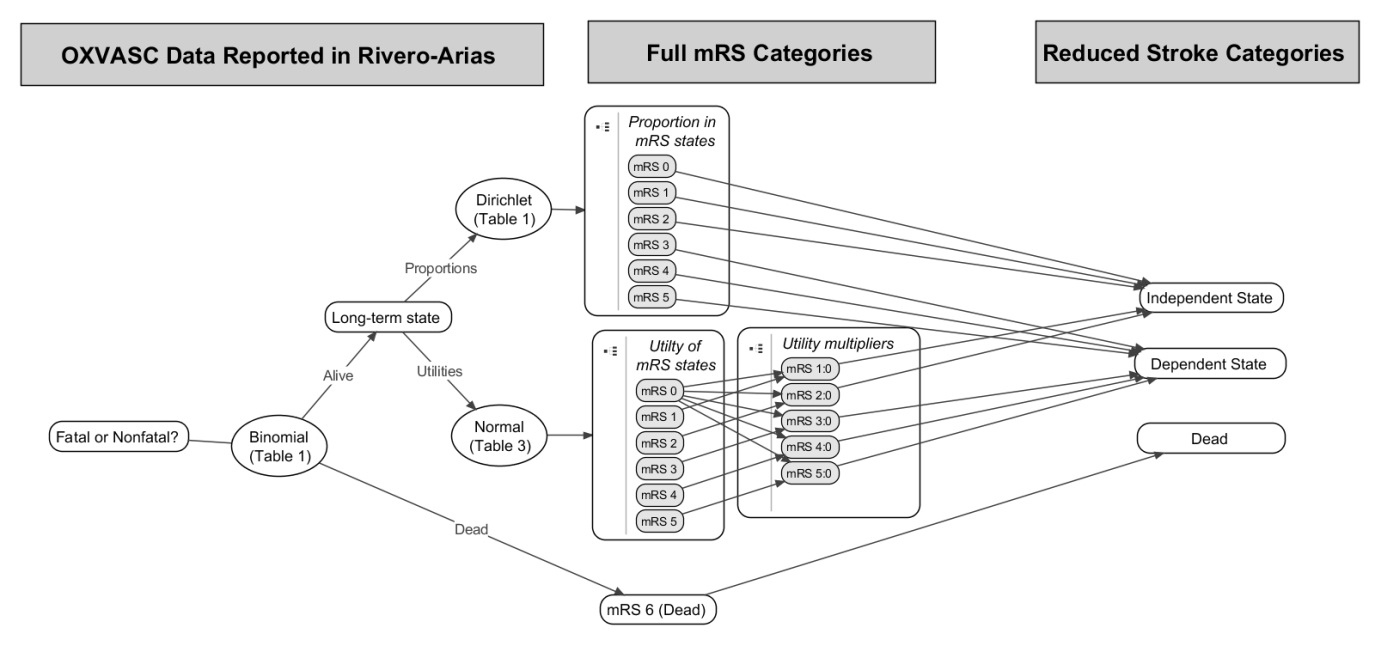 OXVASC Data Reported in Rivero-Arias
Full mRS Categories
Reduced Stroke Categories
Proportion in
mRS states
mRS 0
mRS 1
mRS 2
mRS 3
mRS 4
mRS 5
Dirichlet
(Table 1)
Proportions
Long-term state
Alive
Utilities
Fatal or Nonfatal?
Binomial
(Table 1)
Normal
(Table 3)
Dead
Utilty of
mRS states
mRS 0
mRS 1
mRS 2
mRS 3
mRS 4
mRS 5
Utility multipliers
mRS 1:0
mRS 2:0
mRS 3:0
mRS 4:0
mRS 5:0
mRS 6 (Dead)
Independent State
Dependent State
Dead